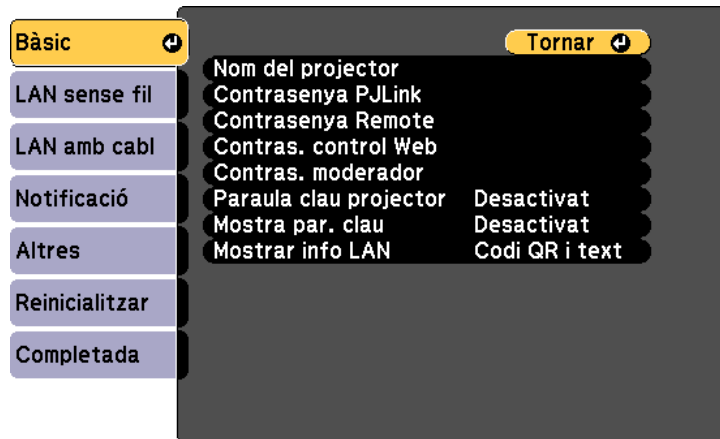 Bàsic
LAN sense fil
LAN amb cabl
Notificació
Altres
Reinicialitzar
Completada
Tornar
Nom del projector
Contrasenya PJLink
Contrasenya Remote
Contras. control Web
Contras. moderador
Paraula clau projector Desactivat
Mostra par. clau Desactivat
Mostrar info LAN Codi QR i text